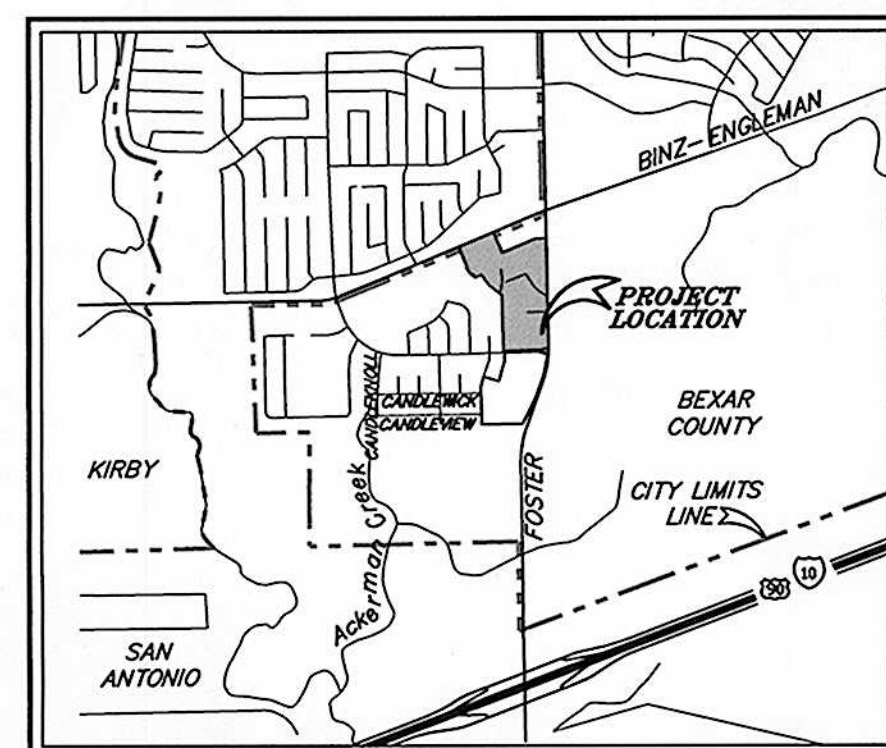 BINZ-ENGLEMAN
PROJECT
LOCATION
CANDLEKNOLL
CANDLEWICK
CANDLEVIEW
BEXAR
COUNTY
KIRBY
CITY LIMITS
LINE
FOSTER
Ackerman Creek
90
10
SAN
ANTONIO